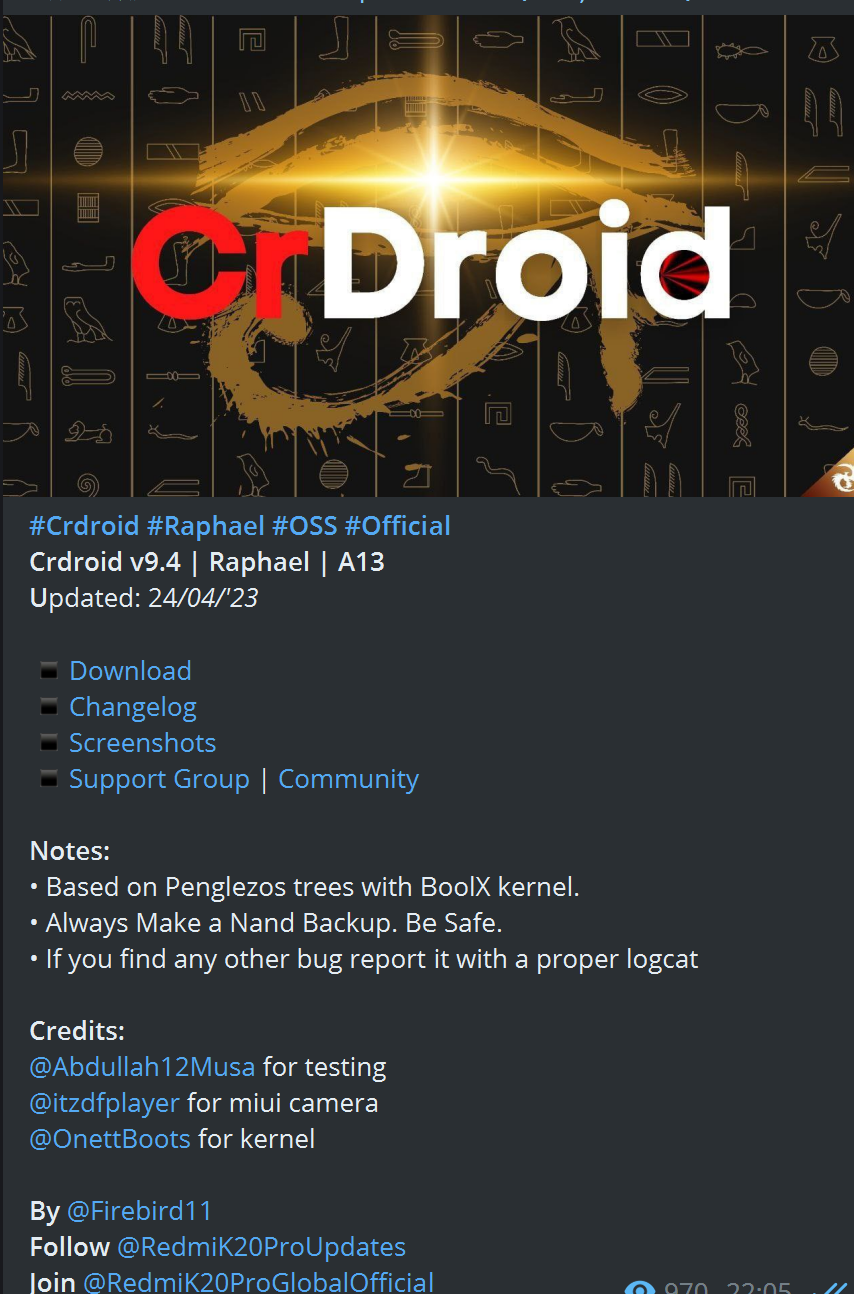 CrDroid
#Crdroid #Raphael #OSS #Official
Crdroid v9.4 | Raphael | A13
Updated: 24/04/'23
Download
Changelog
Screenshots
Support Group | Community
Notes:
• Based on Penglezos trees with BoolX kernel.
• Always Make a Nand Backup. Be Safe.
• If you find any other bug report it with a proper logcat
Credits:
@Abdullah12Musa for testing
@itzdfplayer for miui camera
@OnettBoots for kernel
By @Firebird11
Follow @RedmiK20ProUpdates
Join @RedmiK20ProGlobalOfficial
970 22:05